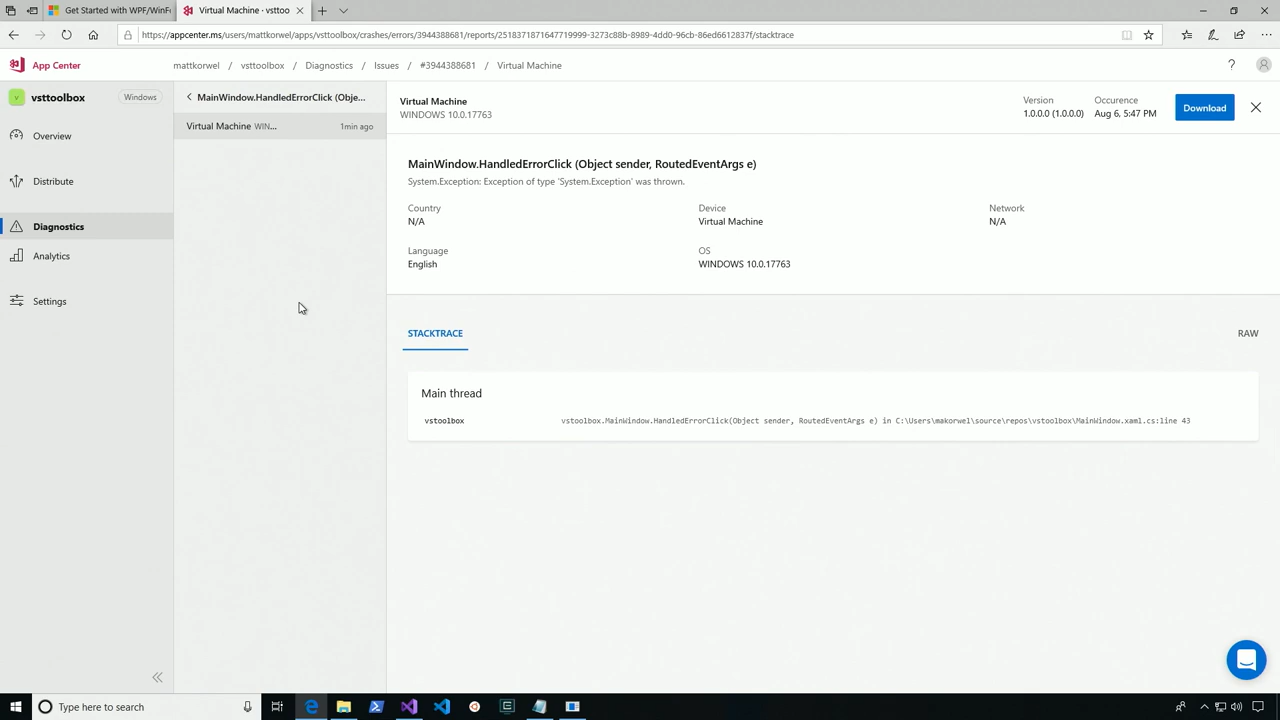 Get Started with WPF/WinFo
Virtual Machine · vsttoo
https://appcenter.ms/users/mattkorwel/apps/vsttoolbox/crashes/errors/3944388681/reports/2518371871647719999-3273c88b-8989-4dd0-96cb-86ed6612837f/stacktrace
App Center
mattkorwel / vsttoolbox / Diagnostics / Issues / #3944388681 / Virtual Machine
?
v vsttoolbox Windows
Overview
Distribute
Diagnostics
Analytics
Settings
MainWindow.HandledErrorClick (Obje...
Virtual Machine WIN... 1min ago
Virtual Machine
WINDOWS 10.0.17763
Version
1.0.0.0 (1.0.0.0)
Occurence
Aug 6, 5:47 PM
Download
MainWindow.HandledErrorClick (Object sender, RoutedEventArgs e)
System.Exception: Exception of type 'System.Exception' was thrown.
Country
N/A
Device
Virtual Machine
Network
N/A
Language
English
OS
WINDOWS 10.0.17763
STACKTRACE
RAW
Main thread
vstoolbox vstoolbox.MainWindow.HandledErrorClick(Object sender, RoutedEventArgs e) in C:\Users\makorwel\source\repos\vstoolbox\MainWindow.xaml.cs:line 43
Type here to search